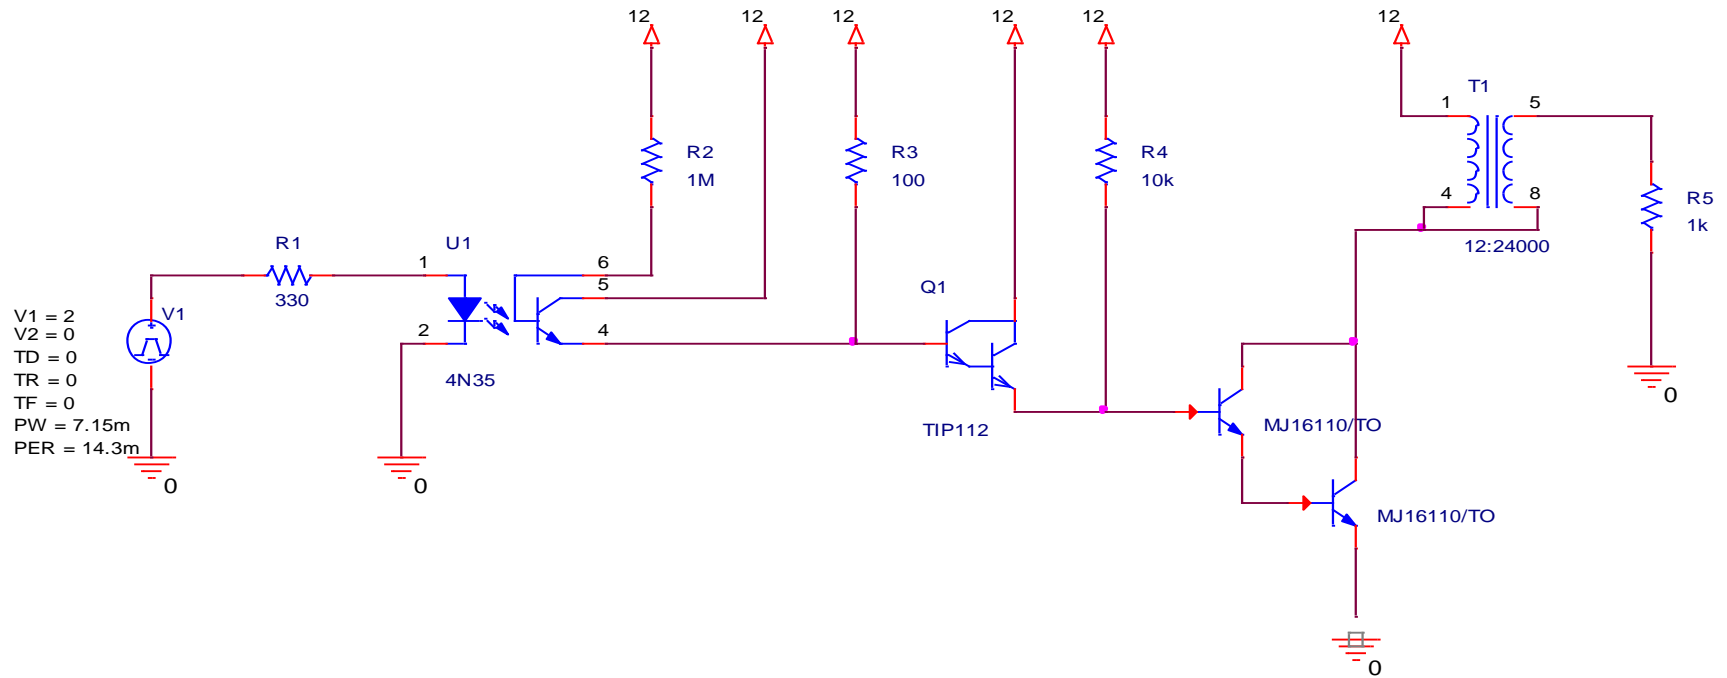 12
12
12
12
12
12
T1
1
5
R2
1M
R3
100
R4
10k
4
8
R5
1k
12:24000
R1
330
U1
1
6
5
2
4
4N35
Q1
TIP112
V1
V1 = 2
V2 = 0
TD = 0
TR = 0
TF = 0
PW = 7.15m
PER = 14.3m
0
0
0
MJ16110/TO
MJ16110/TO
0